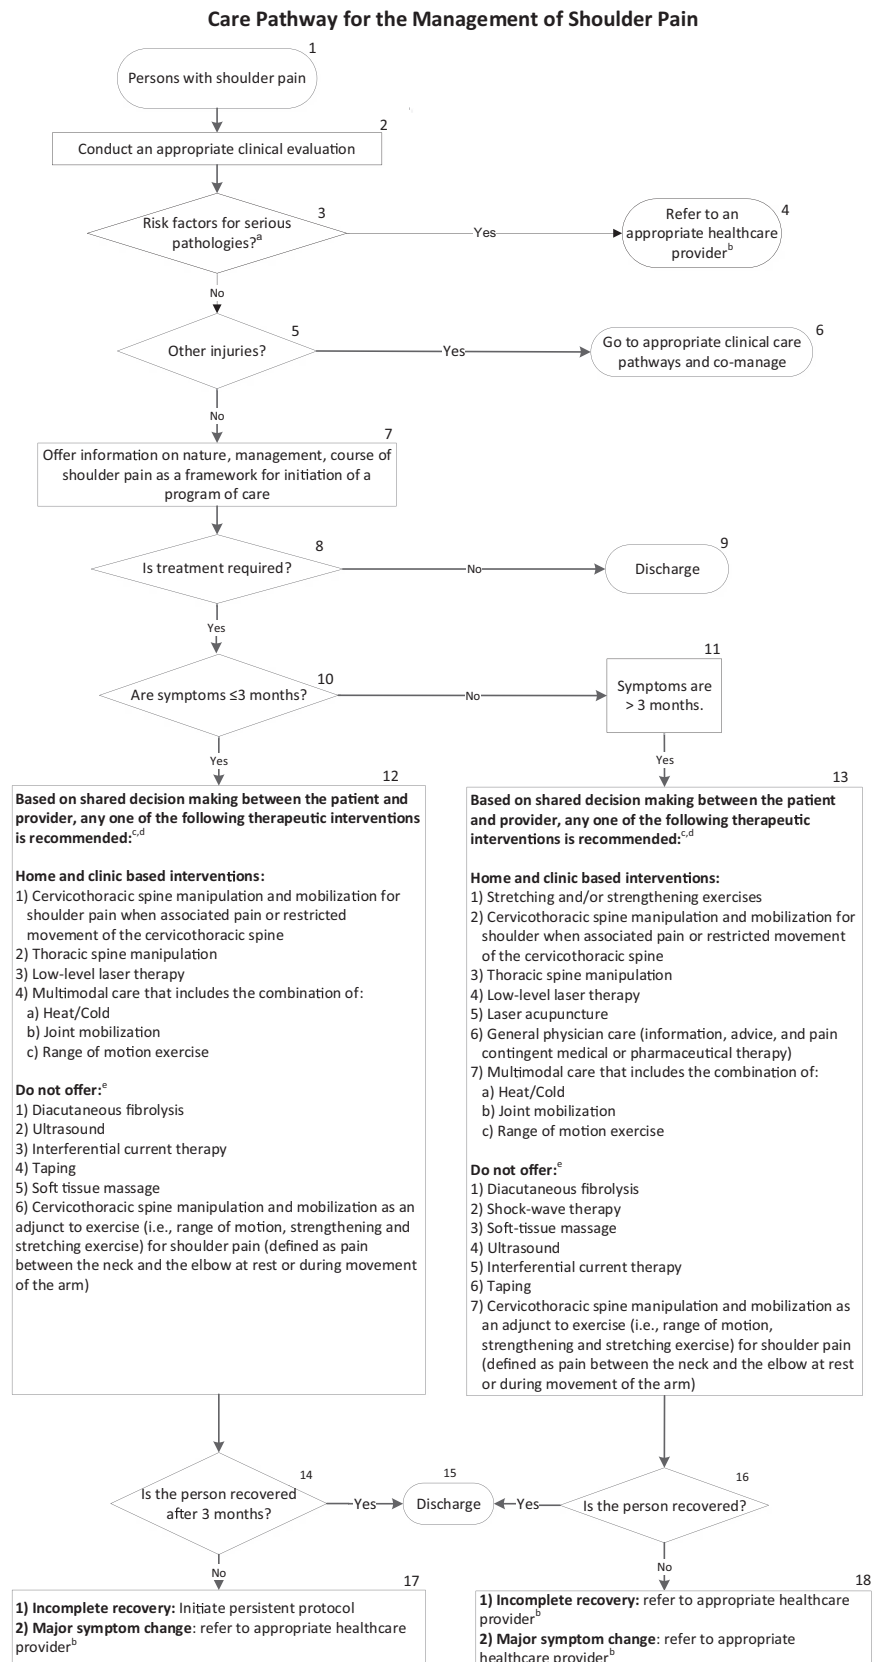 Care Pathway for the Management of Shoulder Pain
1
Persons with shoulder pain
2
Conduct an appropriate clinical evaluation
3
Risk factors for serious
pathologies?a
Yes
4
Refer to an
appropriate healthcare
providerb
No
5
Other injuries?
Yes
6
Go to appropriate clinical care
pathways and co-manage
No
7
Offer information on nature, management, course of
shoulder pain as a framework for initiation of a
program of care
8
Is treatment required?
No
9
Discharge
Yes
10
Are symptoms ≤3 months?
No
11
Symptoms are
> 3 months.
Yes
Yes
12
Based on shared decision making between the patient and
provider, any one of the following therapeutic interventions
is recommended:c,d
Home and clinic based interventions:
1) Cervicothoracic spine manipulation and mobilization for
shoulder pain when associated pain or restricted
movement of the cervicothoracic spine
2) Thoracic spine manipulation
3) Low-level laser therapy
4) Multimodal care that includes the combination of:
a) Heat/Cold
b) Joint mobilization
c) Range of motion exercise
Do not offer:e
1) Diacutaneous fibrolysis
2) Ultrasound
3) Interferential current therapy
4) Taping
5) Soft tissue massage
6) Cervicothoracic spine manipulation and mobilization as an
adjunct to exercise (i.e., range of motion, strengthening and
stretching exercise) for shoulder pain (defined as pain
between the neck and the elbow at rest or during movement
of the arm)
13
Based on shared decision making between the patient
and provider, any one of the following therapeutic
interventions is recommended:c,d
Home and clinic based interventions:
1) Stretching and/or strengthening exercises
2) Cervicothoracic spine manipulation and mobilization for
shoulder when associated pain or restricted movement
of the cervicothoracic spine
3) Thoracic spine manipulation
4) Low-level laser therapy
5) Laser acupuncture
6) General physician care (information, advice, and pain
contingent medical or pharmaceutical therapy)
7) Multimodal care that includes the combination of:
a) Heat/Cold
b) Joint mobilization
c) Range of motion exercise
Do not offer:e
1) Diacutaneous fibrolysis
2) Shock-wave therapy
3) Soft-tissue massage
4) Ultrasound
5) Interferential current therapy
6) Taping
7) Cervicothoracic spine manipulation and mobilization as
an adjunct to exercise (i.e., range of motion,
strengthening and stretching exercise) for shoulder pain
(defined as pain between the neck and the elbow at rest
or during movement of the arm)
14
Is the person recovered
after 3 months?
Yes
15
Discharge
Yes
16
Is the person recovered?
No
No
17
1) Incomplete recovery: Initiate persistent protocol
2) Major symptom change: refer to appropriate healthcare
providerb
18
1) Incomplete recovery: refer to appropriate healthcare
providerb
2) Major symptom change: refer to appropriate
healthcare providerb